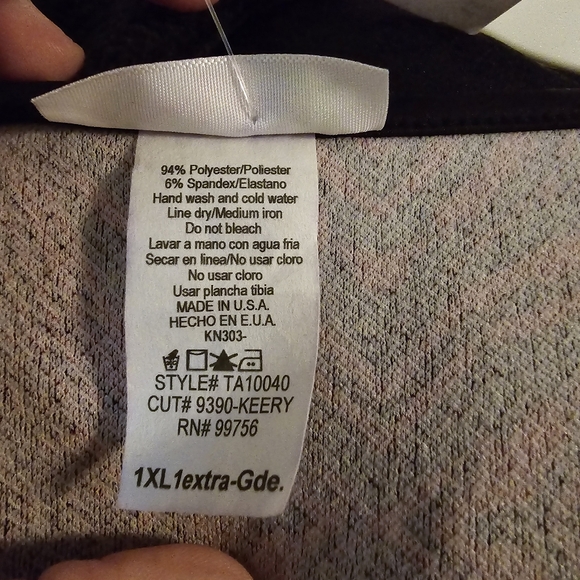 94% Polyester/Poliester
6% Spandex/Elastano
Hand wash and cold water
Line dry/Medium iron
Do not bleach
Lavar a mano con agua fria
Secar en linea/No usar cloro
No usar cloro
Usar plancha tibia
MADE IN U.S.A.
HECHO EN E.U.A.
KN303-
STYLE# TA10040
CUT# 9390-KEERY
RN# 99756
1XL1extra-Gde.